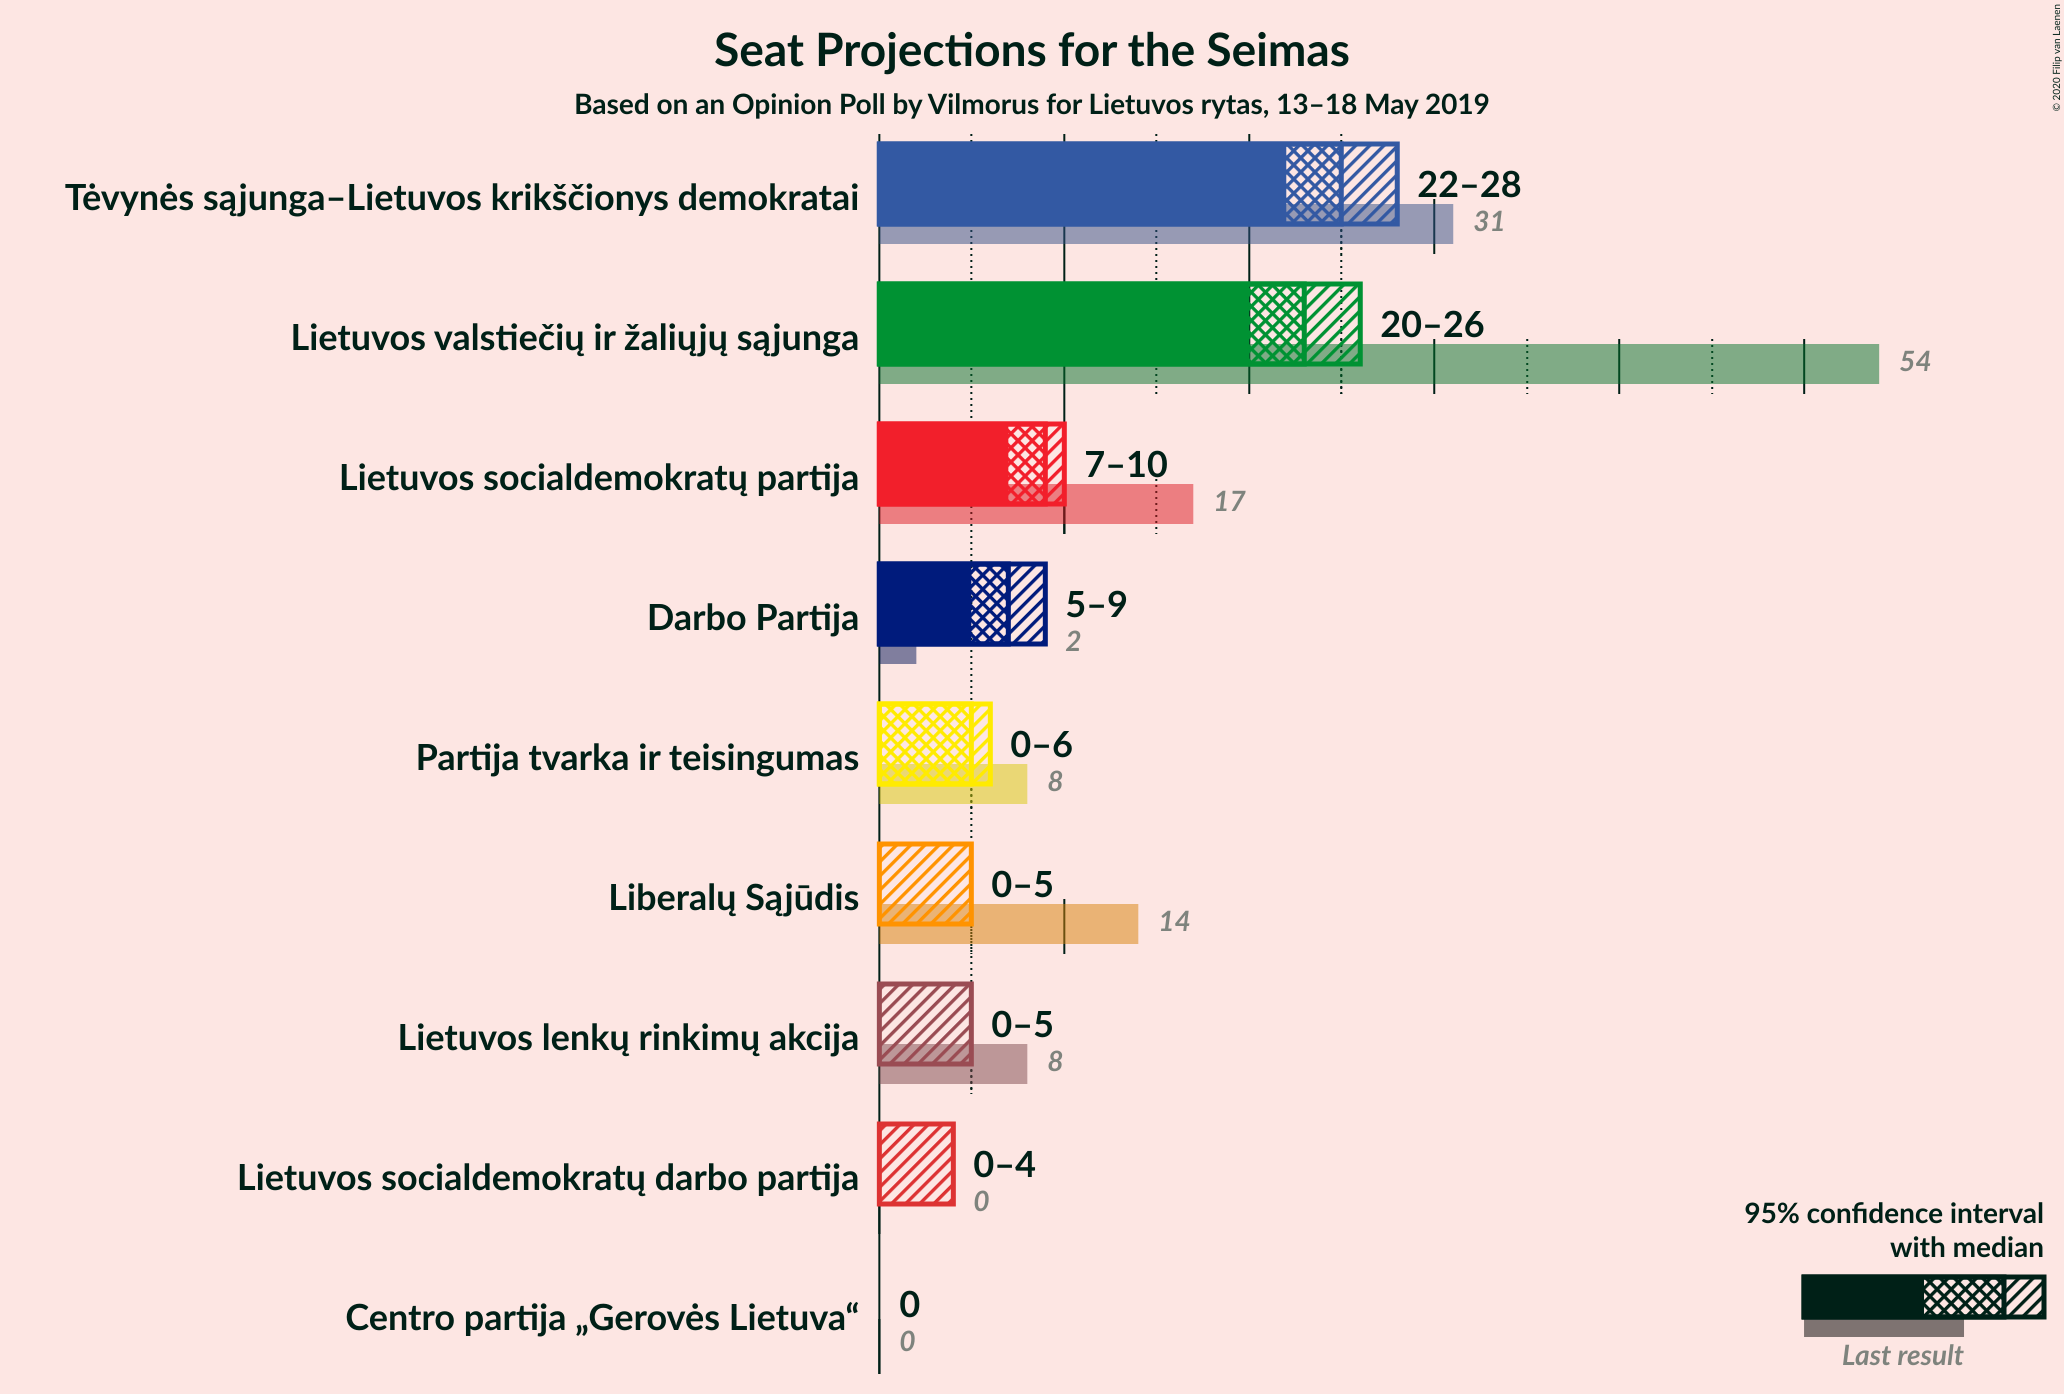 Seat Projections for the Seimas
Based on an Opinion Poll by Vilmorus for Lietuvos rytas, 13–18 May 2019
© 2020 Filip van Laenen
Tėvynės sąjunga–Lietuvos krikščionys demokratai
22–28
31
Lietuvos valstiečių ir žaliųjų sąjunga
20–26
54
Lietuvos socialdemokratų partija
7–10
17
Darbo Partija
5–9
2
Partija tvarka ir teisingumas
0–6
8
Liberalų Sąjūdis
0–5
14
Lietuvos lenkų rinkimų akcija
0–5
8
Lietuvos socialdemokratų darbo partija
0–4
0
Centro partija „Gerovės Lietuva“
0
0
95% confidence interval
with median
Last result